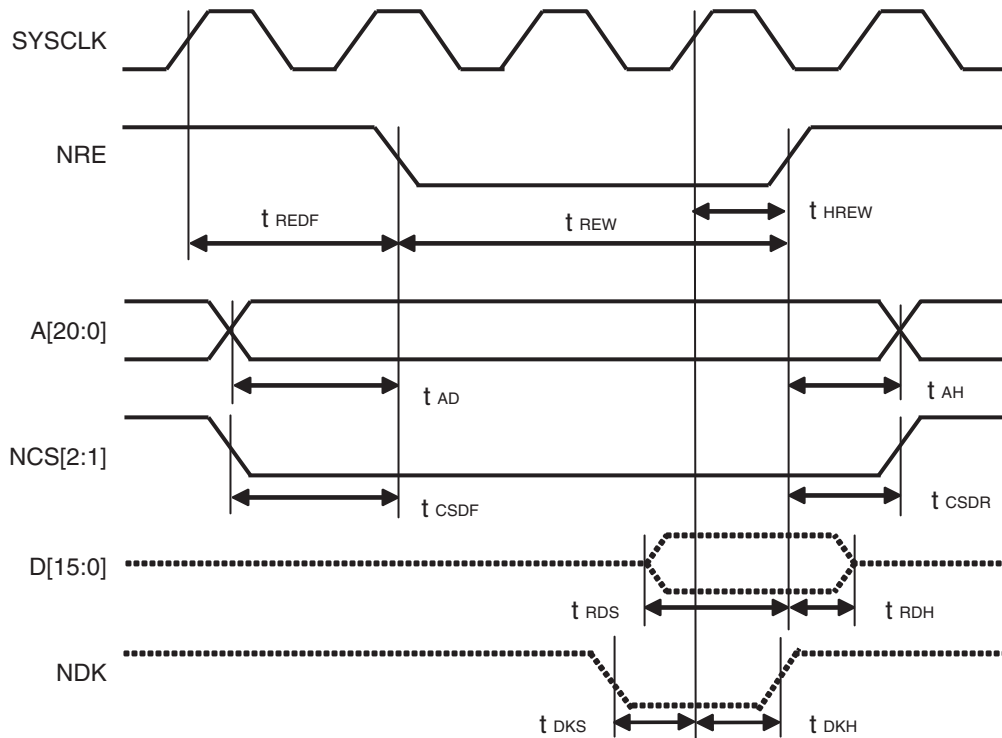 SYSCLK
NRE
t REDF
t REW
t HREW
A[20:0]
t AD
t AH
NCS[2:1]
t CSDF
t CSDR
D[15:0]
t RDS
t RDH
NDK
t DKS
t DKH